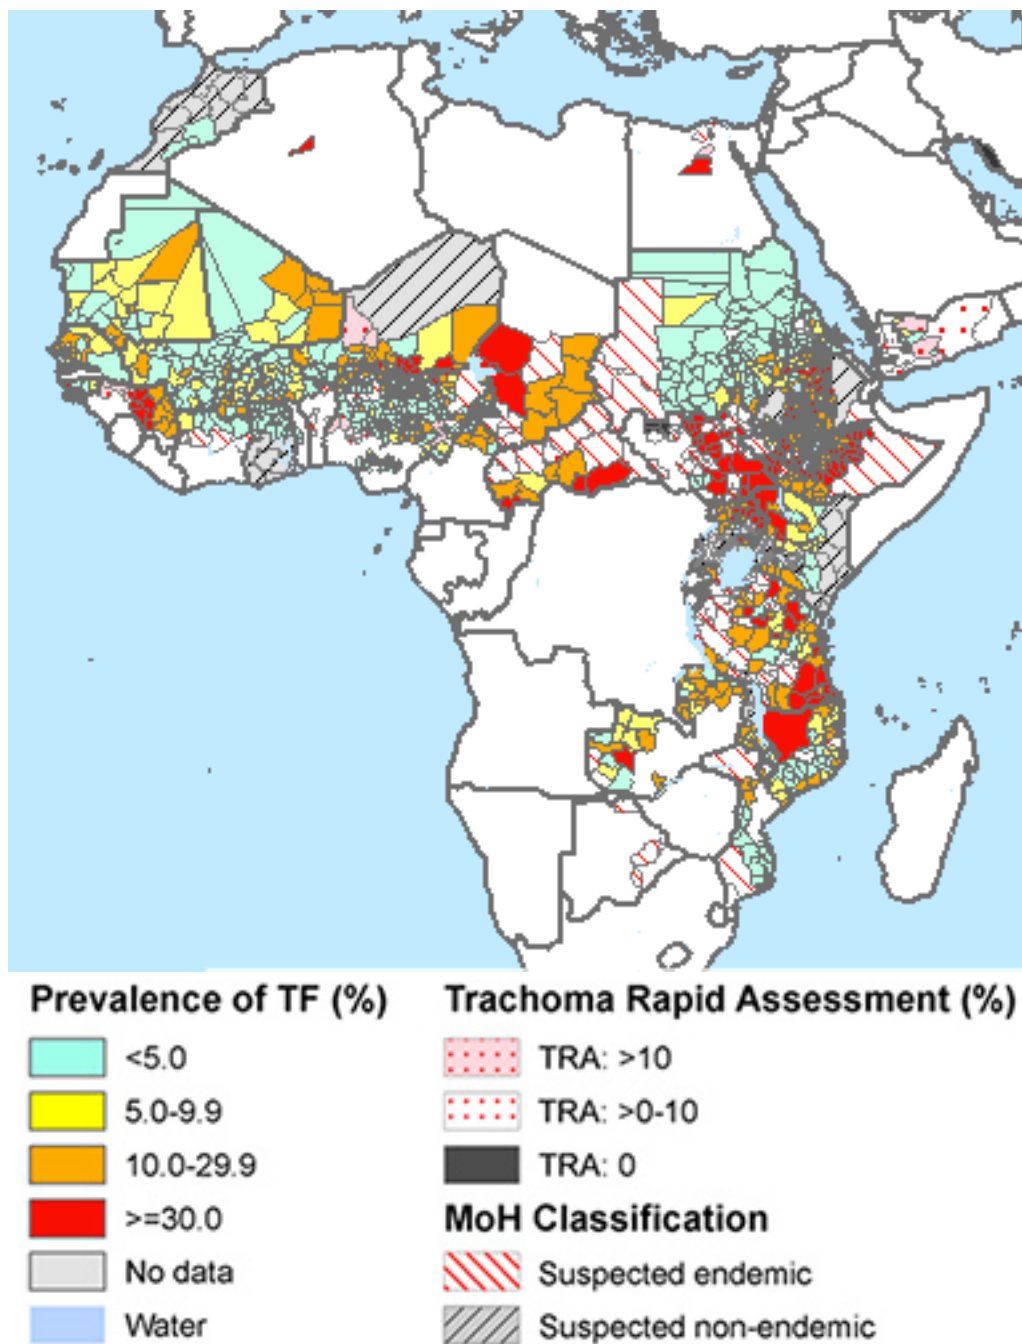 Prevalence of TF (%)
<5.0
5.0-9.9
10.0-29.9
>=30.0
No data
Water
Trachoma Rapid Assessment (%)
TRA: >10
TRA: >0-10
TRA: 0
MoH Classification
Suspected endemic
Suspected non-endemic